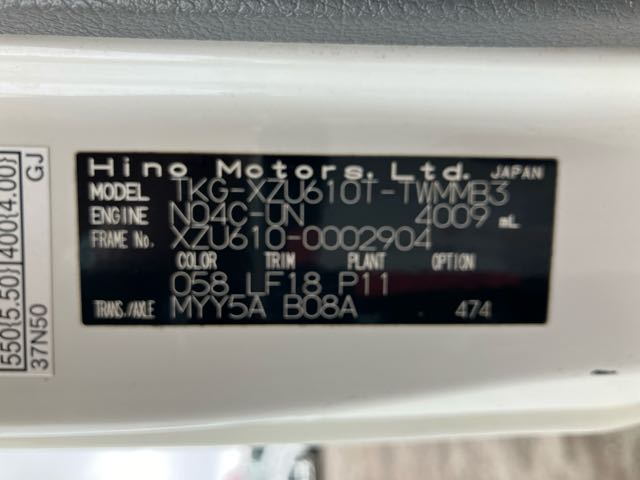 Hino Motors, Ltd. JAPAN
MODEL TKG-XZU610T-TWMMB3
ENGINE N04C-UN 4009 mL
FRAME No. XZU610-0002904
COLOR TRIM PLANT OPTION
058 LF18 P11
TRANS./AXLE MYY5A B08A 474
550{5.50} 400{4.00}
37N50 GJ